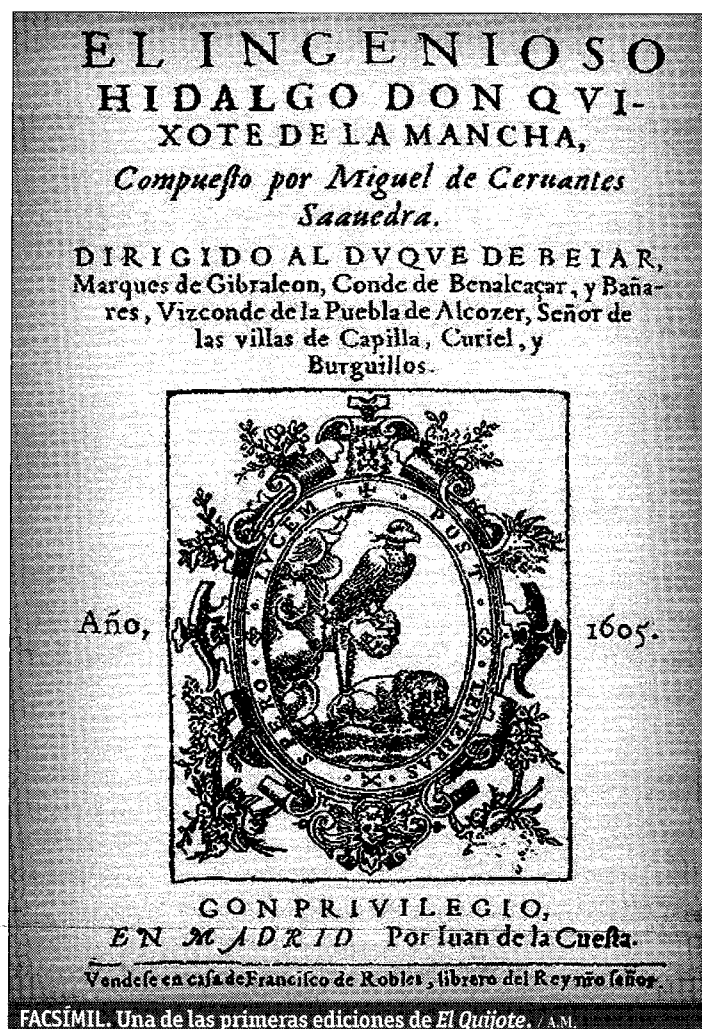 EL INGENIOSO
HIDALGO DON QVI-
XOTE DE LA MANCHA,
Compuesto por Miguel de Ceruantes
Saauedra.
DIRIGIDO AL DVQVE DE BEIAR,
Marques de Gibraleon, Conde de Benalcaçar, y Baña-
res, Vizconde de la Puebla de Alcozer, Señor de
las villas de Capilla, Curiel, y
Burguillos.
SPERO LVCEM POST TENEBRAS
Año, 1605.
CON PRIVILEGIO,
EN MADRID Por Iuan de la Cuesta.
Vendese en casa de Francisco de Robles, librero del Rey nr̃o señor.
FACSÍMIL. Una de las primeras ediciones de El Quijote. / A.M.